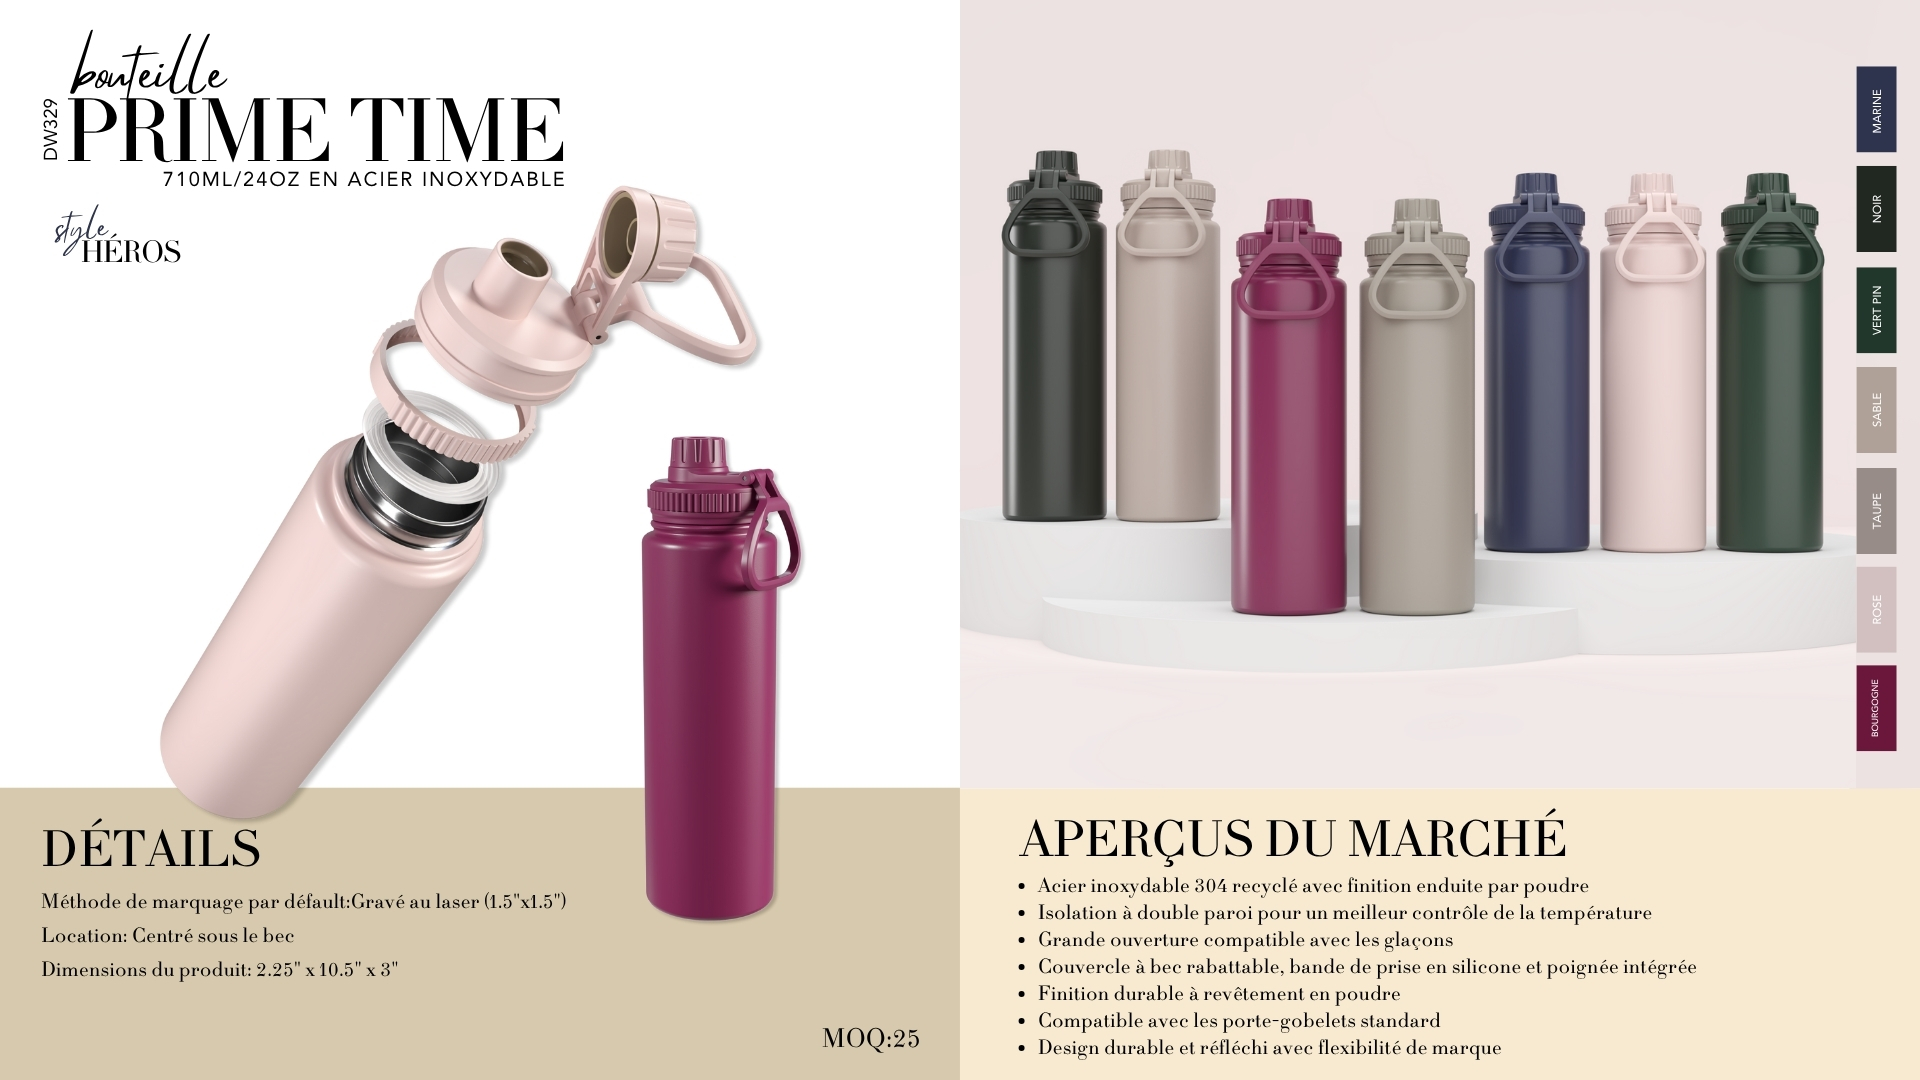 bouteille
DW329
PRIME TIME
710ML/24OZ EN ACIER INOXYDABLE
style
HÉROS
MARINE
NOIR
VERT PIN
SABLE
TAUPE
ROSE
BOURGOGNE
DÉTAILS
Méthode de marquage par défault:Gravé au laser (1.5"x1.5")
Location: Centré sous le bec
Dimensions du produit: 2.25" x 10.5" x 3"
MOQ:25
APERÇUS DU MARCHÉ
• Acier inoxydable 304 recyclé avec finition enduite par poudre
• Isolation à double paroi pour un meilleur contrôle de la température
• Grande ouverture compatible avec les glaçons
• Couvercle à bec rabattable, bande de prise en silicone et poignée intégrée
• Finition durable à revêtement en poudre
• Compatible avec les porte-gobelets standard
• Design durable et réfléchi avec flexibilité de marque